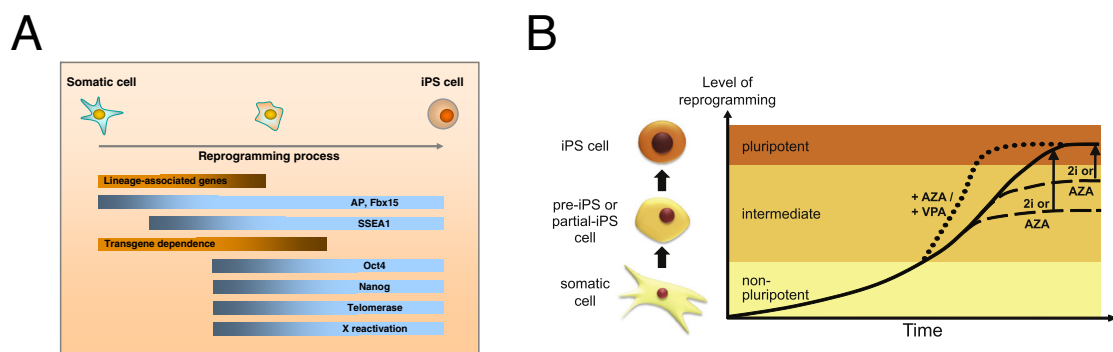 A
Somatic cell
iPS cell
Reprogramming process
Lineage-associated genes
AP, Fbx15
SSEA1
Transgene dependence
Oct4
Nanog
Telomerase
X reactivation
B
Level of
reprogramming
iPS cell
pre-iPS or
partial-iPS
cell
somatic
cell
pluripotent
intermediate
non-
pluripotent
+ AZA /
+ VPA
2i or
AZA
2i or
AZA
Time